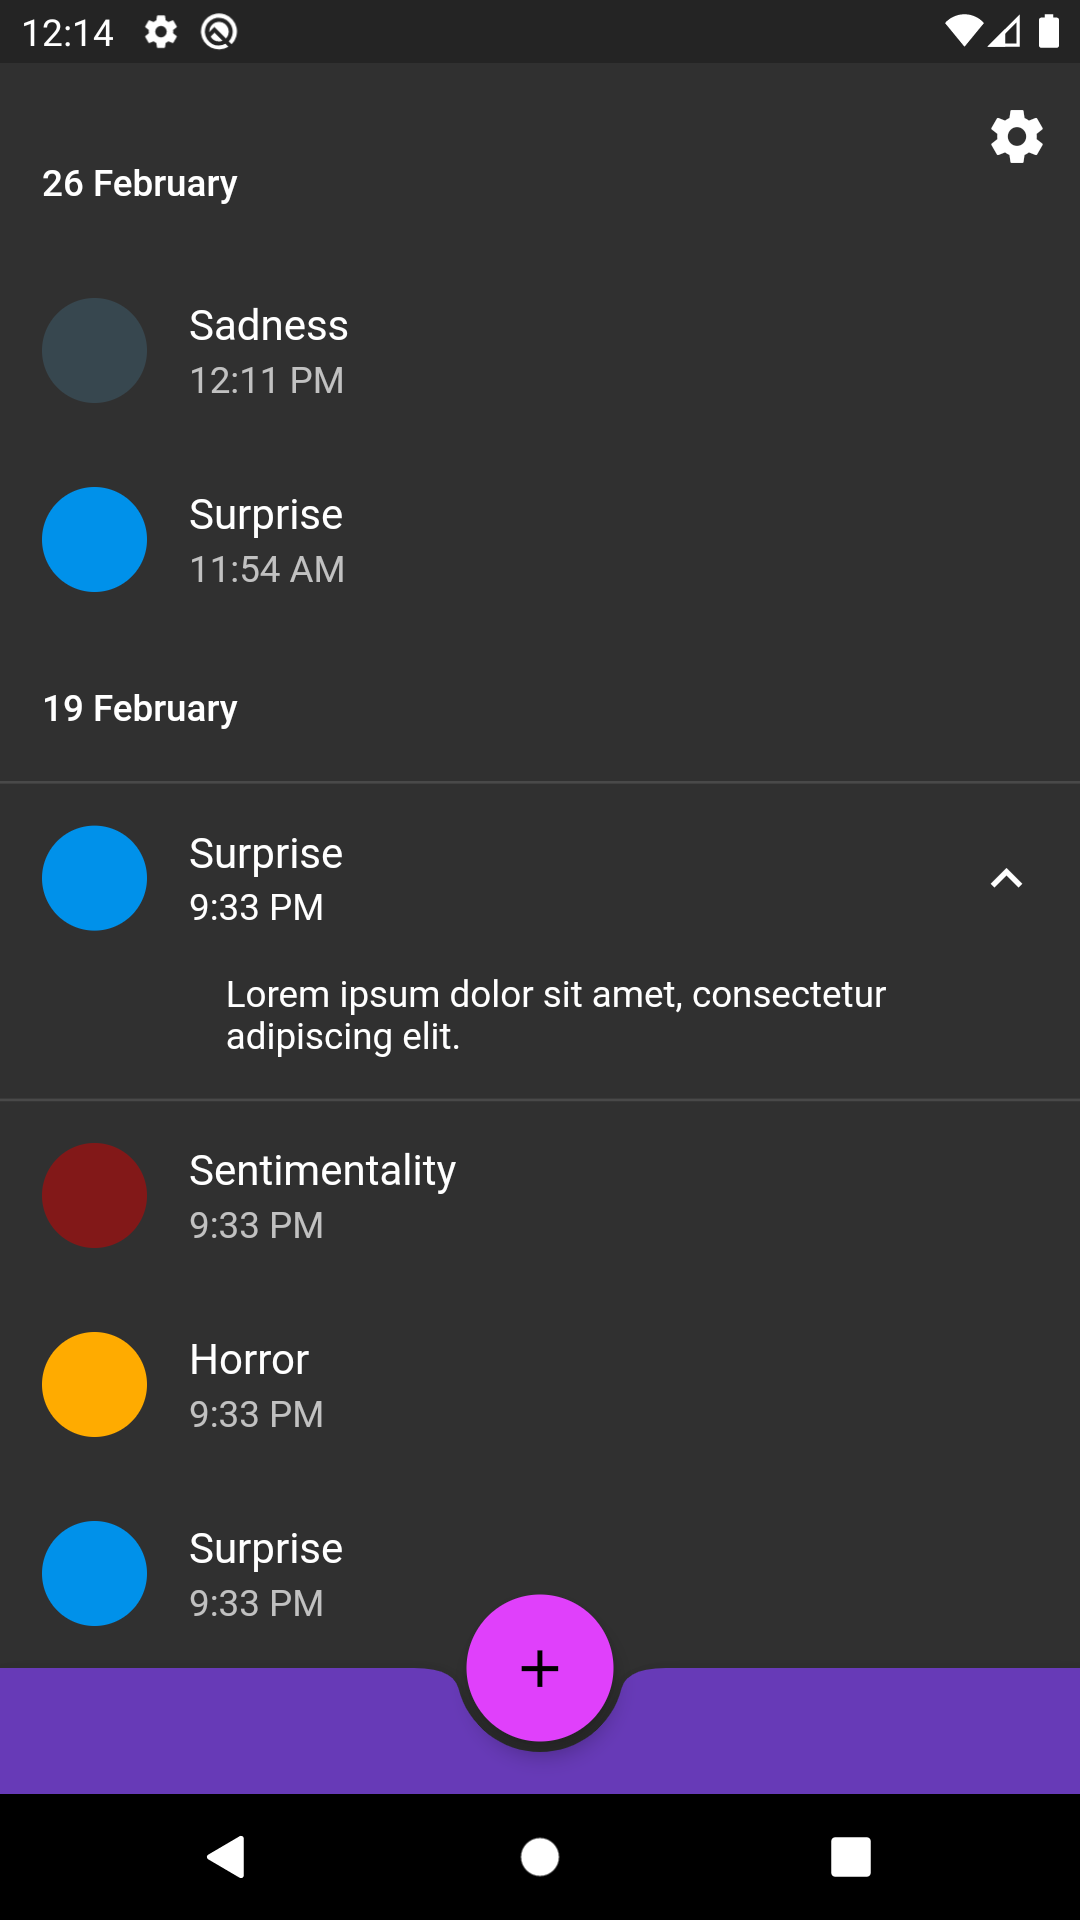 12:14
26 February
Sadness
12:11 PM
Surprise
11:54 AM
19 February
Surprise
9:33 PM
Lorem ipsum dolor sit amet, consectetur
adipiscing elit.
Sentimentality
9:33 PM
Horror
9:33 PM
Surprise
9:33 PM